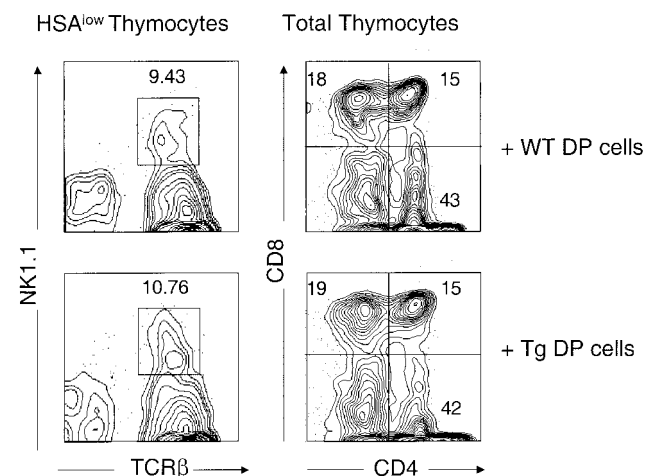 HSAlow Thymocytes
Total Thymocytes
9.43
18
15
43
+ WT DP cells
10.76
19
15
42
+ Tg DP cells
NK1.1
CD8
TCRβ
CD4